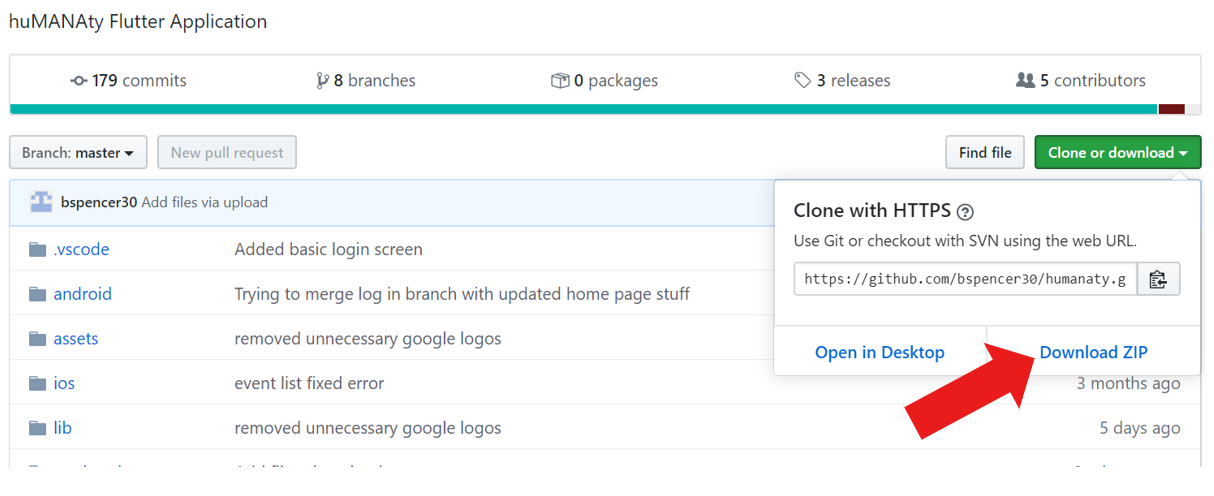 huMANAty Flutter Application
179 commits 8 branches 0 packages 3 releases 5 contributors
Branch: master New pull request Find file Clone or download
bspencer30 Add files via upload
Clone with HTTPS ?
Use Git or checkout with SVN using the web URL.
https://github.com/bspencer30/humanaty.g
Open in Desktop Download ZIP
.vscode Added basic login screen
android Trying to merge log in branch with updated home page stuff
assets removed unnecessary google logos
ios event list fixed error 3 months ago
lib removed unnecessary google logos 5 days ago